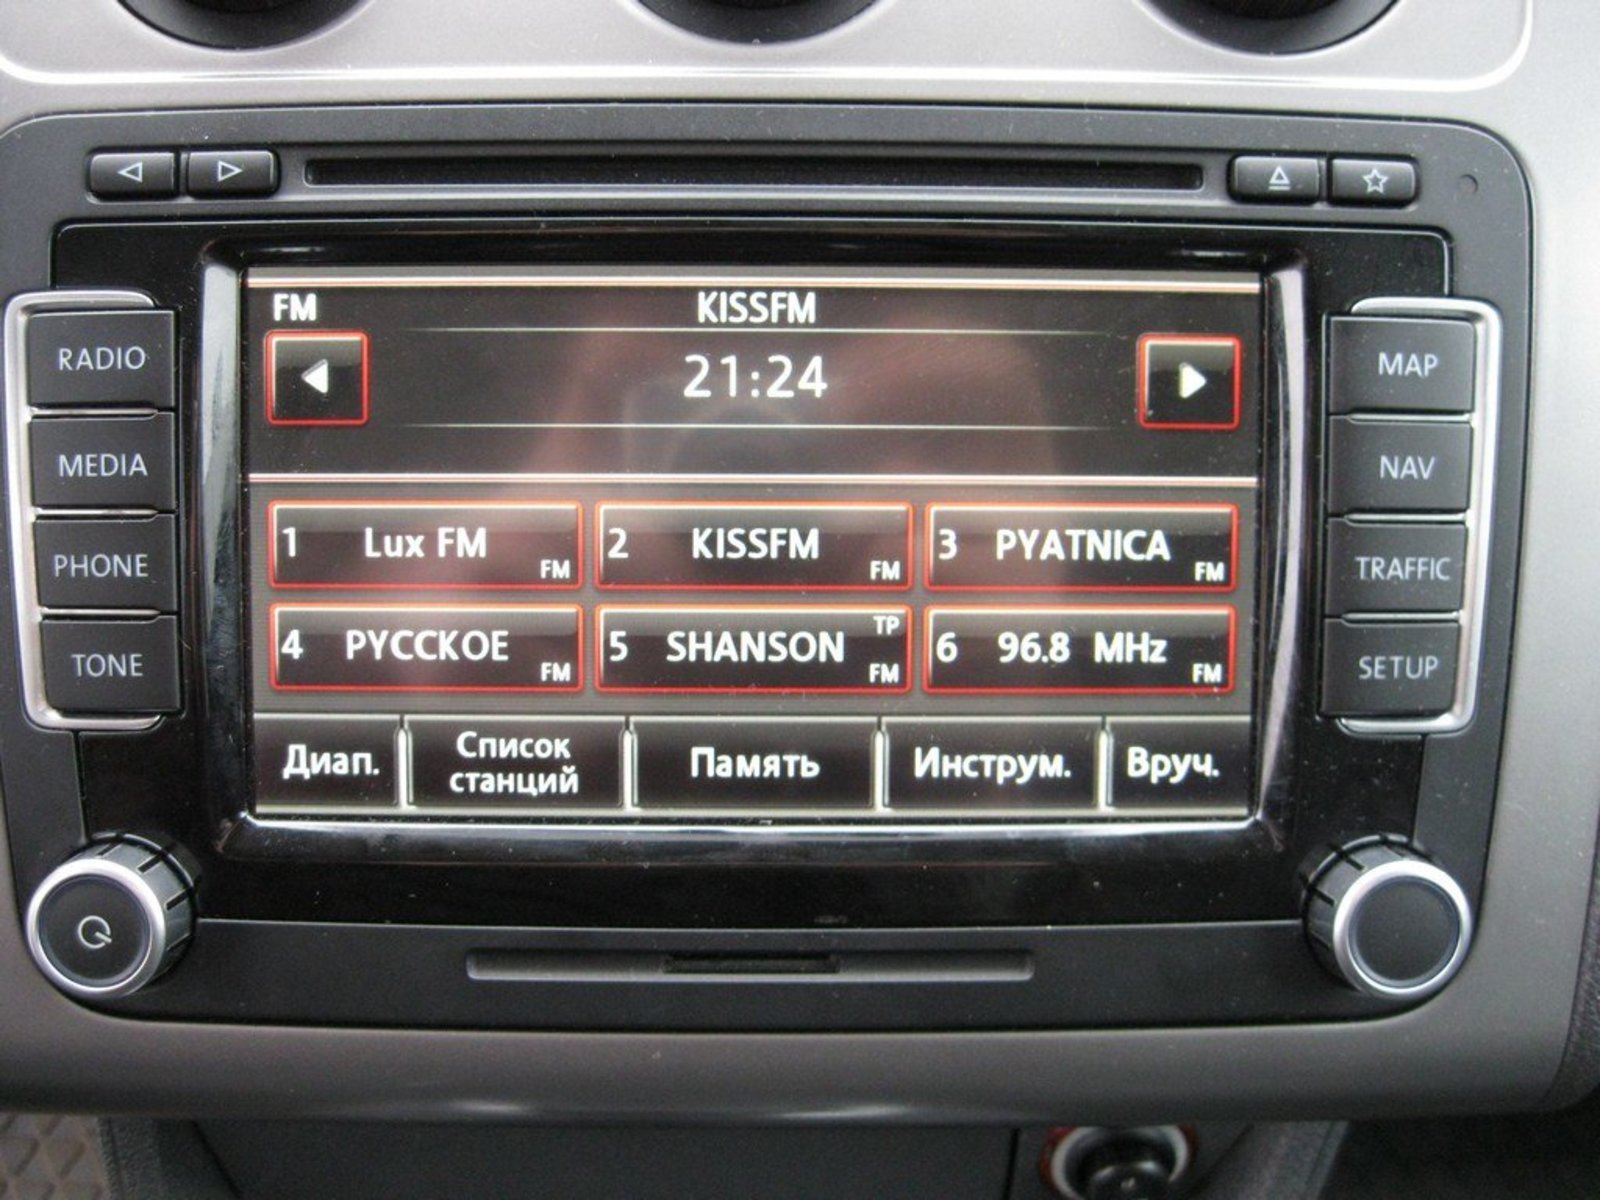 FM KISSFM
RADIO 21:24 MAP
MEDIA NAV
1 Lux FM FM 2 KISSFM FM 3 PYATNICA FM
PHONE TRAFFIC
4 РУССКОЕ FM 5 SHANSON TP FM 6 96.8 MHz FM
TONE SETUP
Диап. Список станций Память Инструм. Вруч.